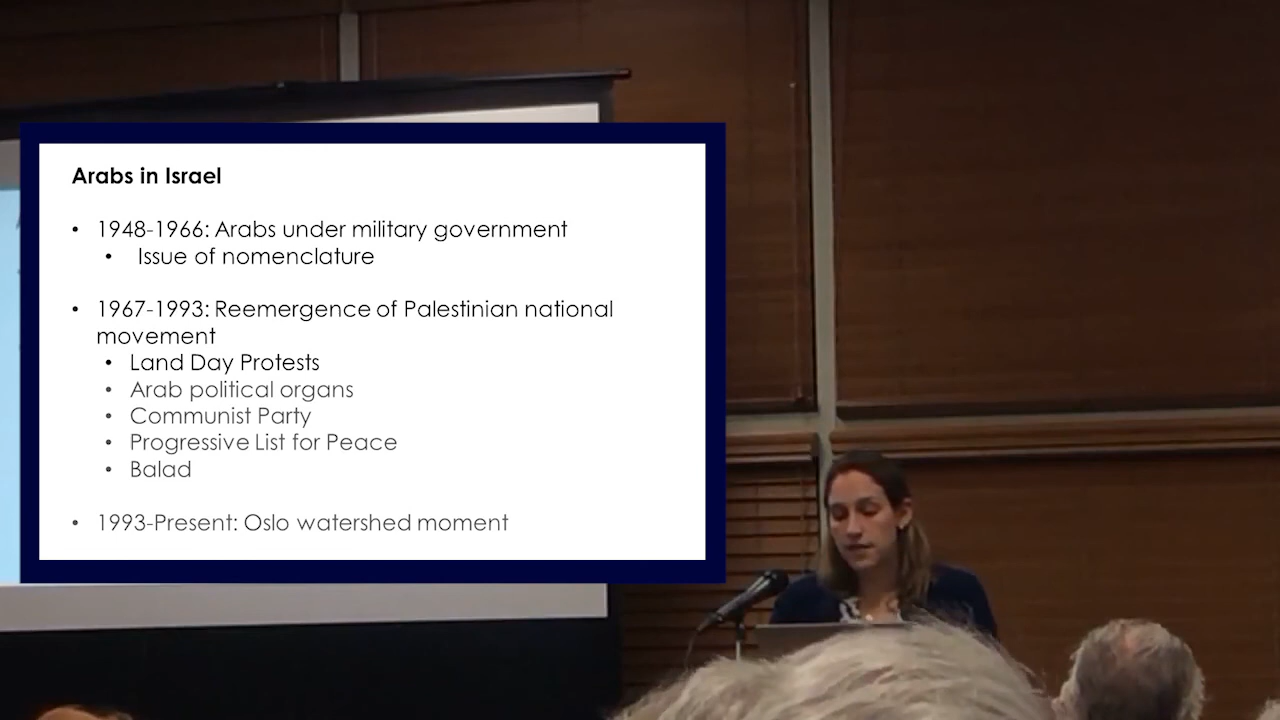 Arabs in Israel
• 1948-1966: Arabs under military government
• Issue of nomenclature
• 1967-1993: Reemergence of Palestinian national
movement
• Land Day Protests
• Arab political organs
• Communist Party
• Progressive List for Peace
• Balad
• 1993-Present: Oslo watershed moment